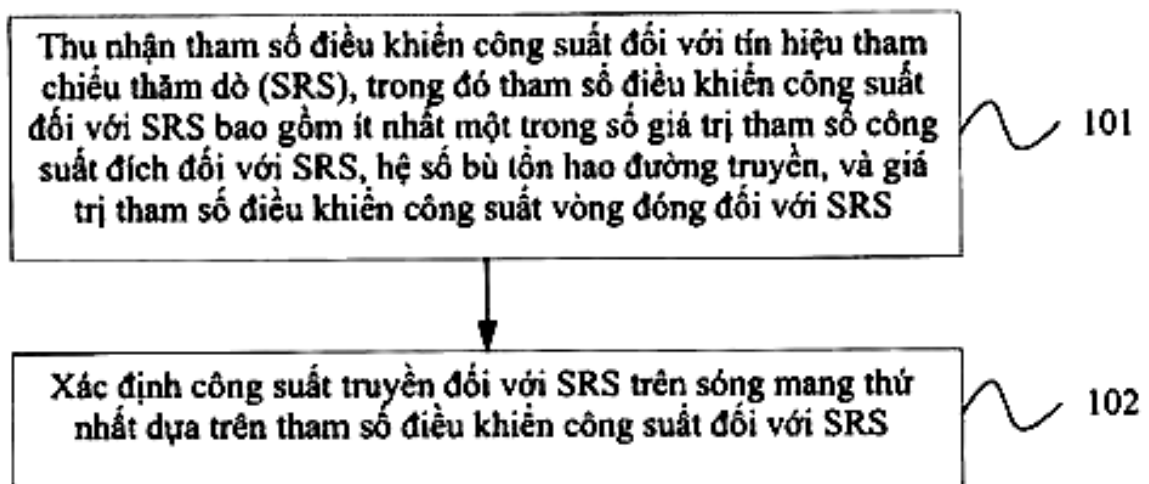 Thu nhận tham số điều khiển công suất đối với tín hiệu tham
chiếu thăm dò (SRS), trong đó tham số điều khiển công suất
đối với SRS bao gồm ít nhất một trong số giá trị tham số công
suất đích đối với SRS, hệ số bù tổn hao đường truyền, và giá
trị tham số điều khiển công suất vòng đóng đối với SRS
101
Xác định công suất truyền đối với SRS trên sóng mang thứ
nhất dựa trên tham số điều khiển công suất đối với SRS
102